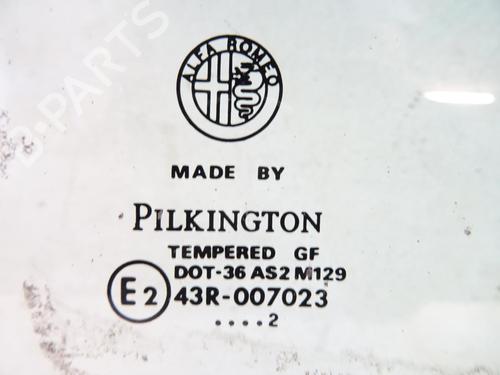 B-PARTS
ALFA ROMEO
MADE BY
PILKINGTON
TEMPERED GF
DOT-36 AS2 M129
E2 43R-007023
....2